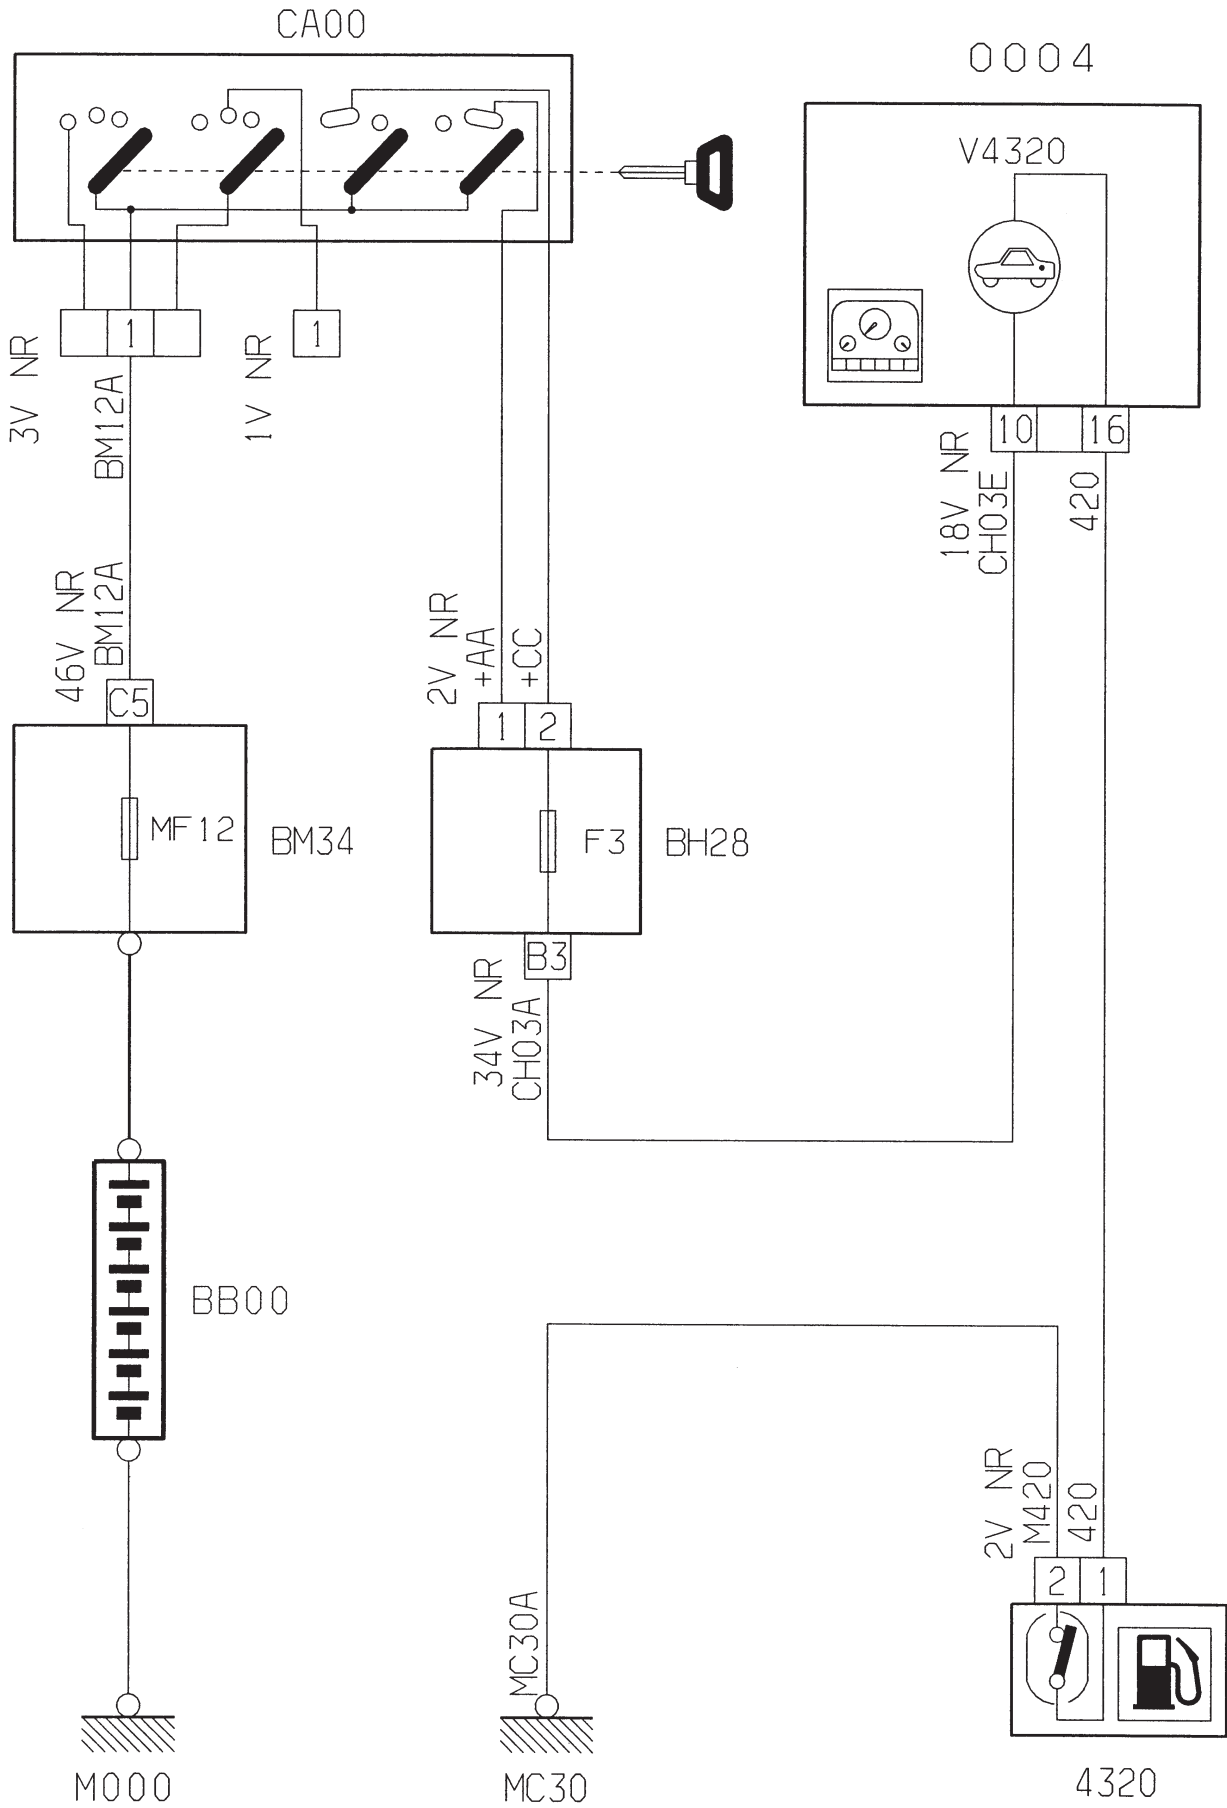 CA00
0004
V4320
1
1
10
16
3V NR
BM12A
1V NR
18V NR
CH03E
420
46V NR
BM12A
2V NR
+AA
+CC
C5
1
2
MF12
BM34
F3
BH28
B3
34V NR
CH03A
BB00
2V NR
M420
420
2
1
MC30A
M000
MC30
4320